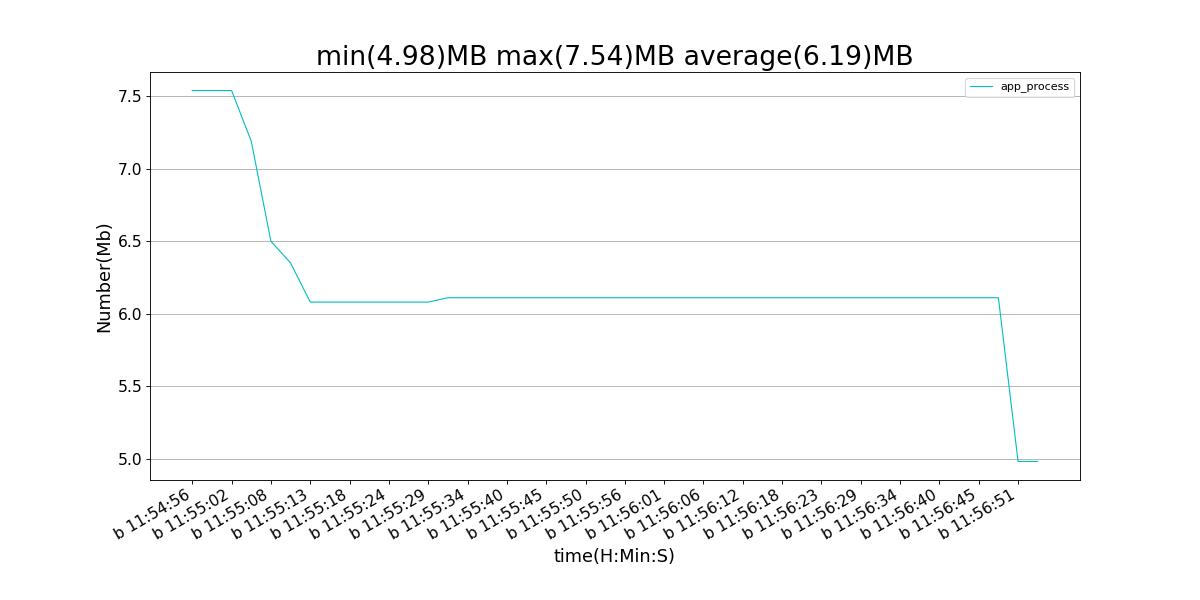 min(4.98)MB max(7.54)MB average(6.19)MB
app_process
Number(Mb)
7.5
7.0
6.5
6.0
5.5
5.0
b 11:54:56
b 11:55:02
b 11:55:08
b 11:55:13
b 11:55:18
b 11:55:24
b 11:55:29
b 11:55:34
b 11:55:40
b 11:55:45
b 11:55:50
b 11:55:56
b 11:56:01
b 11:56:06
b 11:56:12
b 11:56:18
b 11:56:23
b 11:56:29
b 11:56:34
b 11:56:40
b 11:56:45
b 11:56:51
time(H:Min:S)